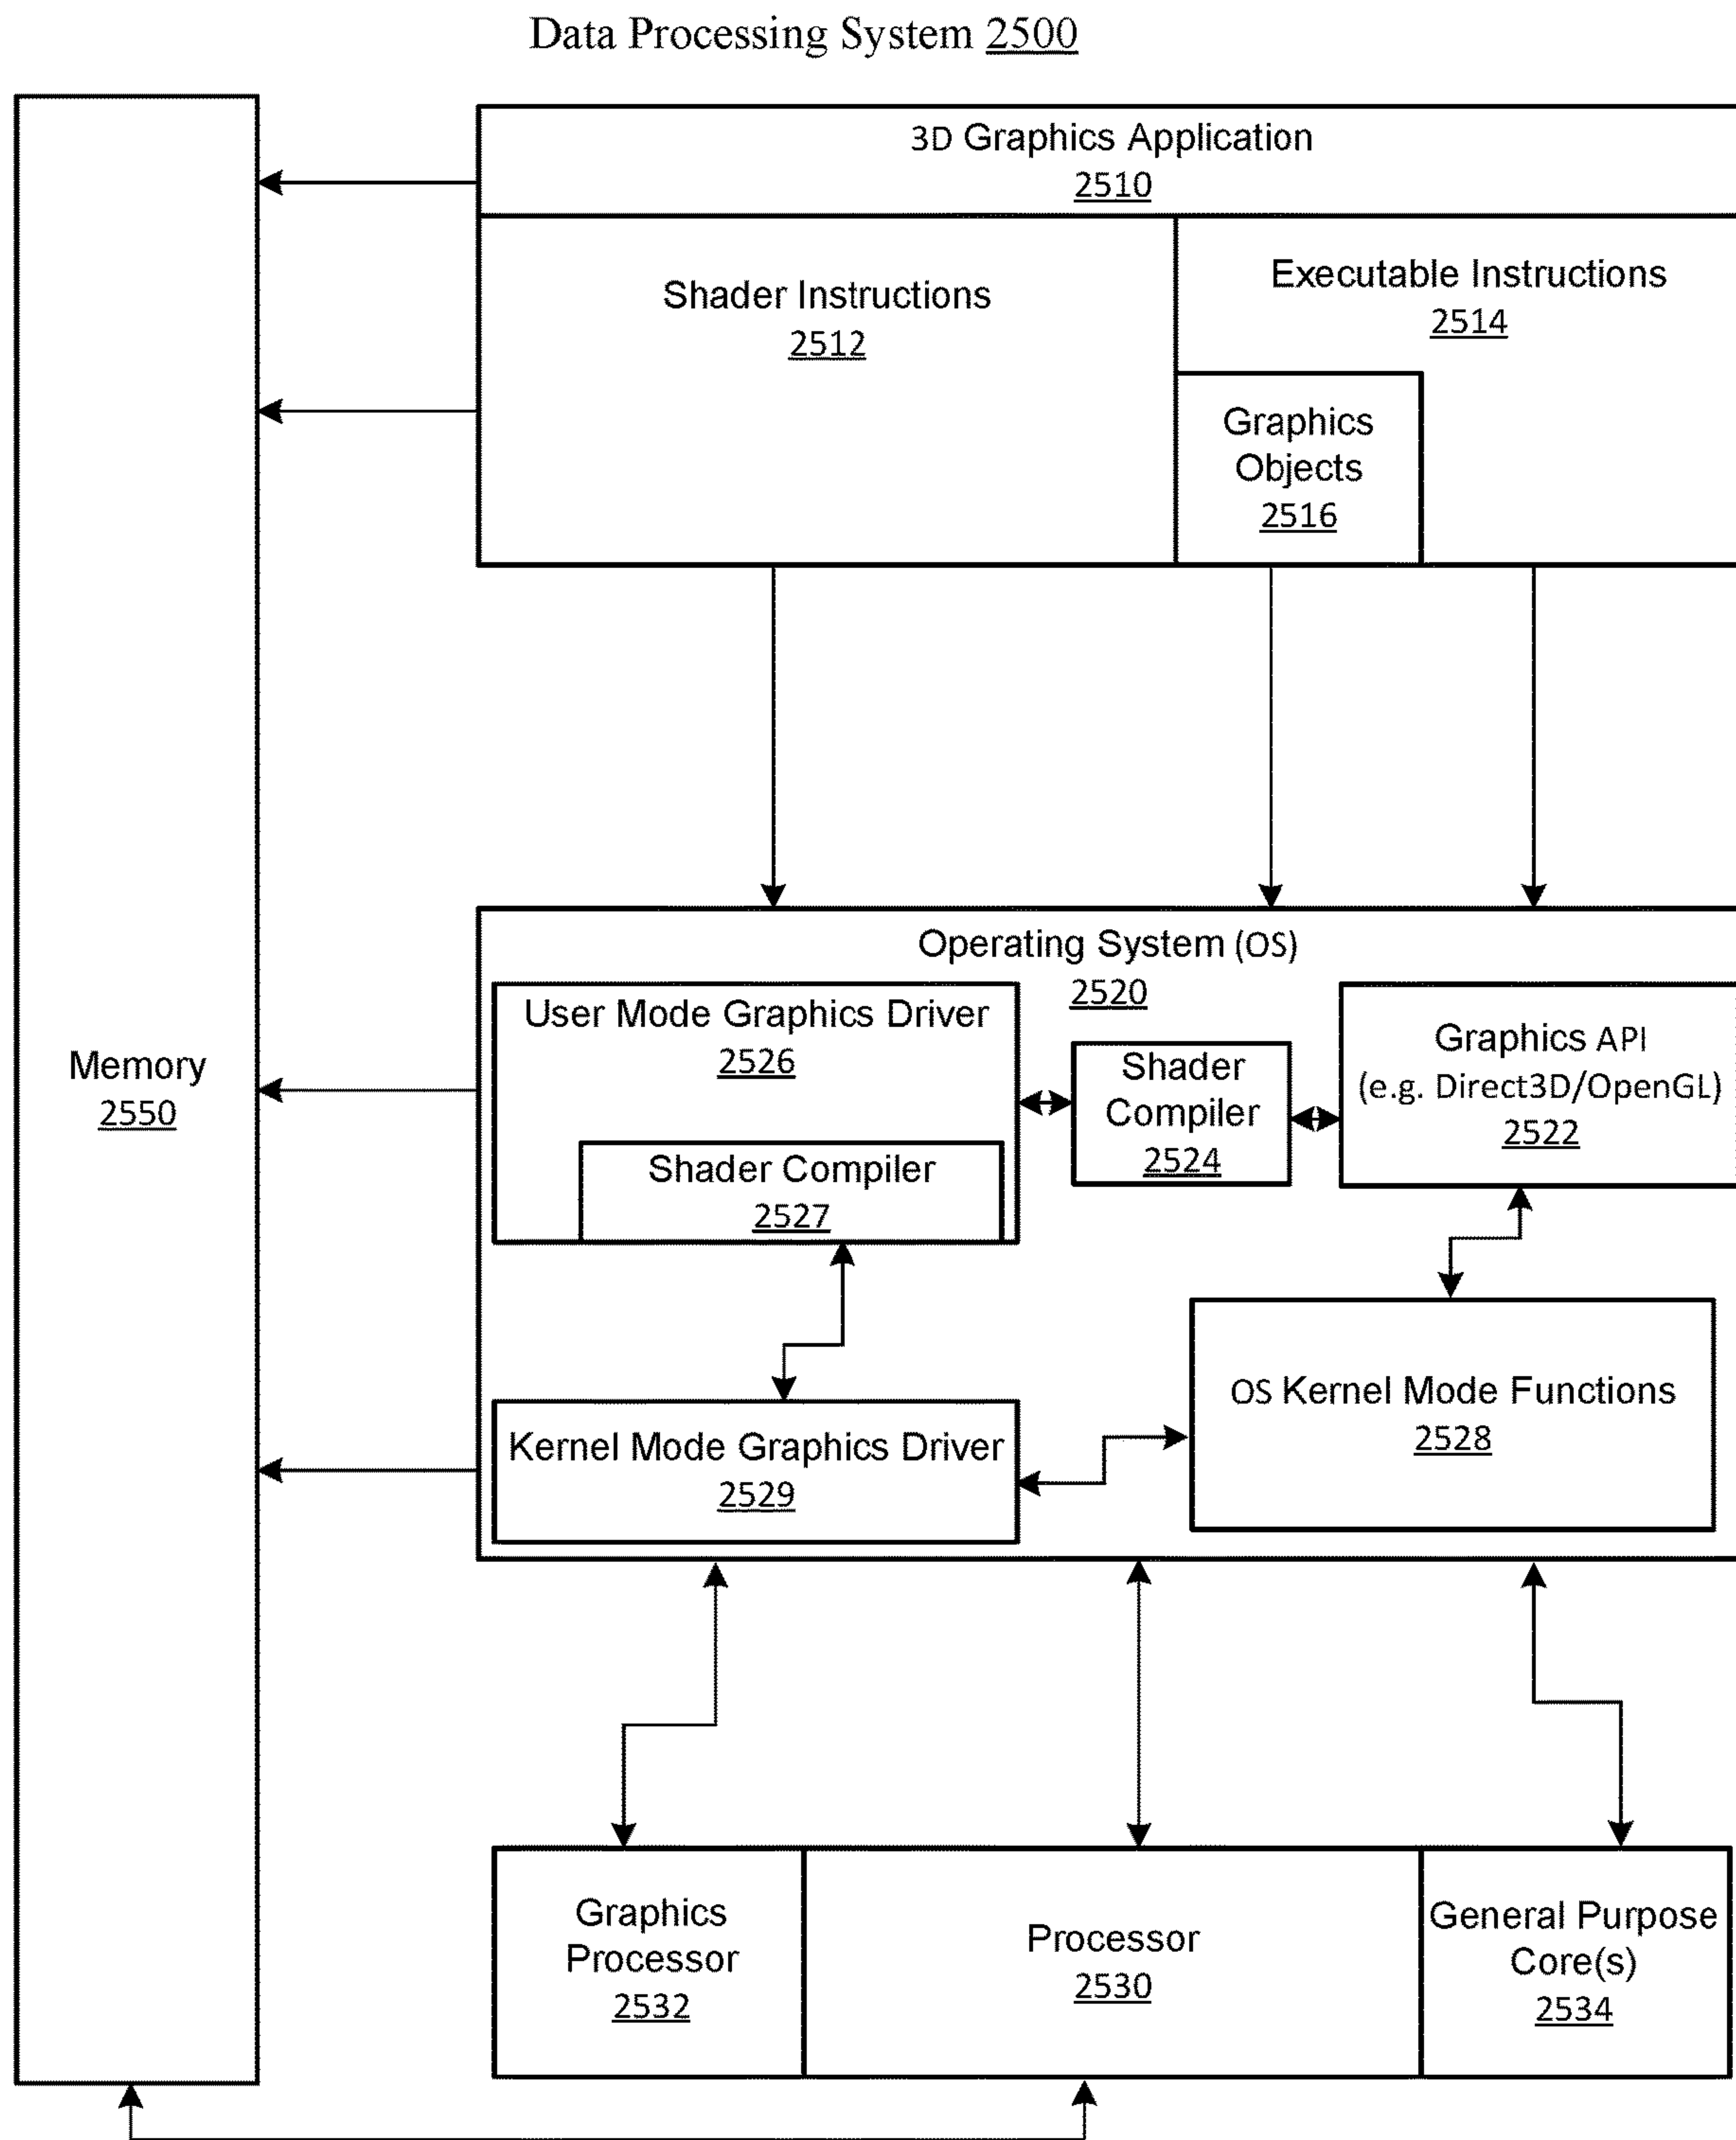 Data Processing System 2500
3D Graphics Application
2510
Shader Instructions
2512
Executable Instructions
2514
Graphics
Objects
2516
Memory
2550
Operating System (OS)
2520
User Mode Graphics Driver
2526
Shader Compiler
2527
Shader
Compiler
2524
Graphics API
(e.g. Direct3D/OpenGL)
2522
Kernel Mode Graphics Driver
2529
OS Kernel Mode Functions
2528
Graphics
Processor
2532
Processor
2530
General Purpose
Core(s)
2534